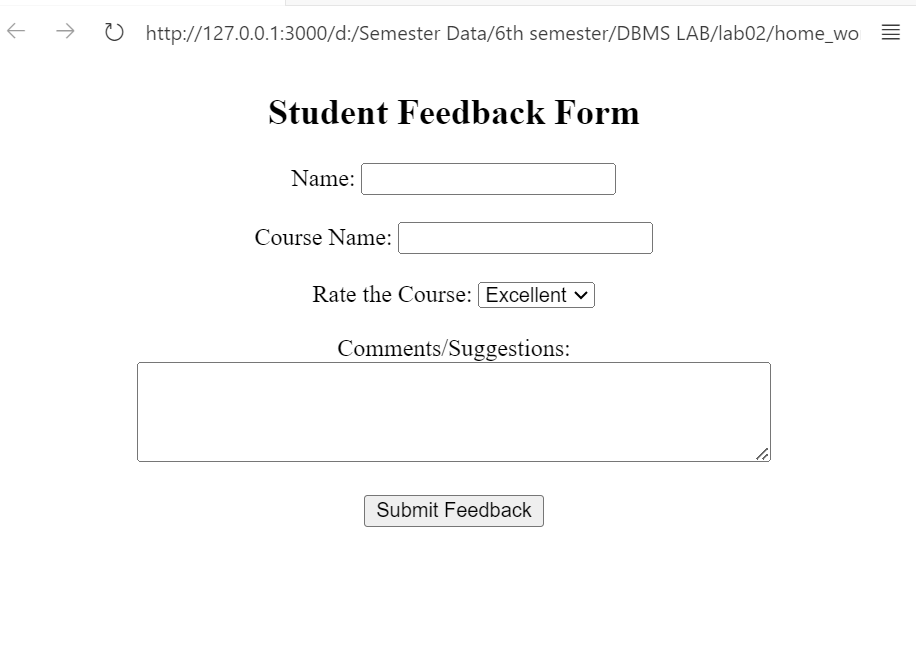 http://127.0.0.1:3000/d:/Semester Data/6th semester/DBMS LAB/lab02/home_wo
Student Feedback Form
Name:
Course Name:
Rate the Course: Excellent
Comments/Suggestions:
Submit Feedback